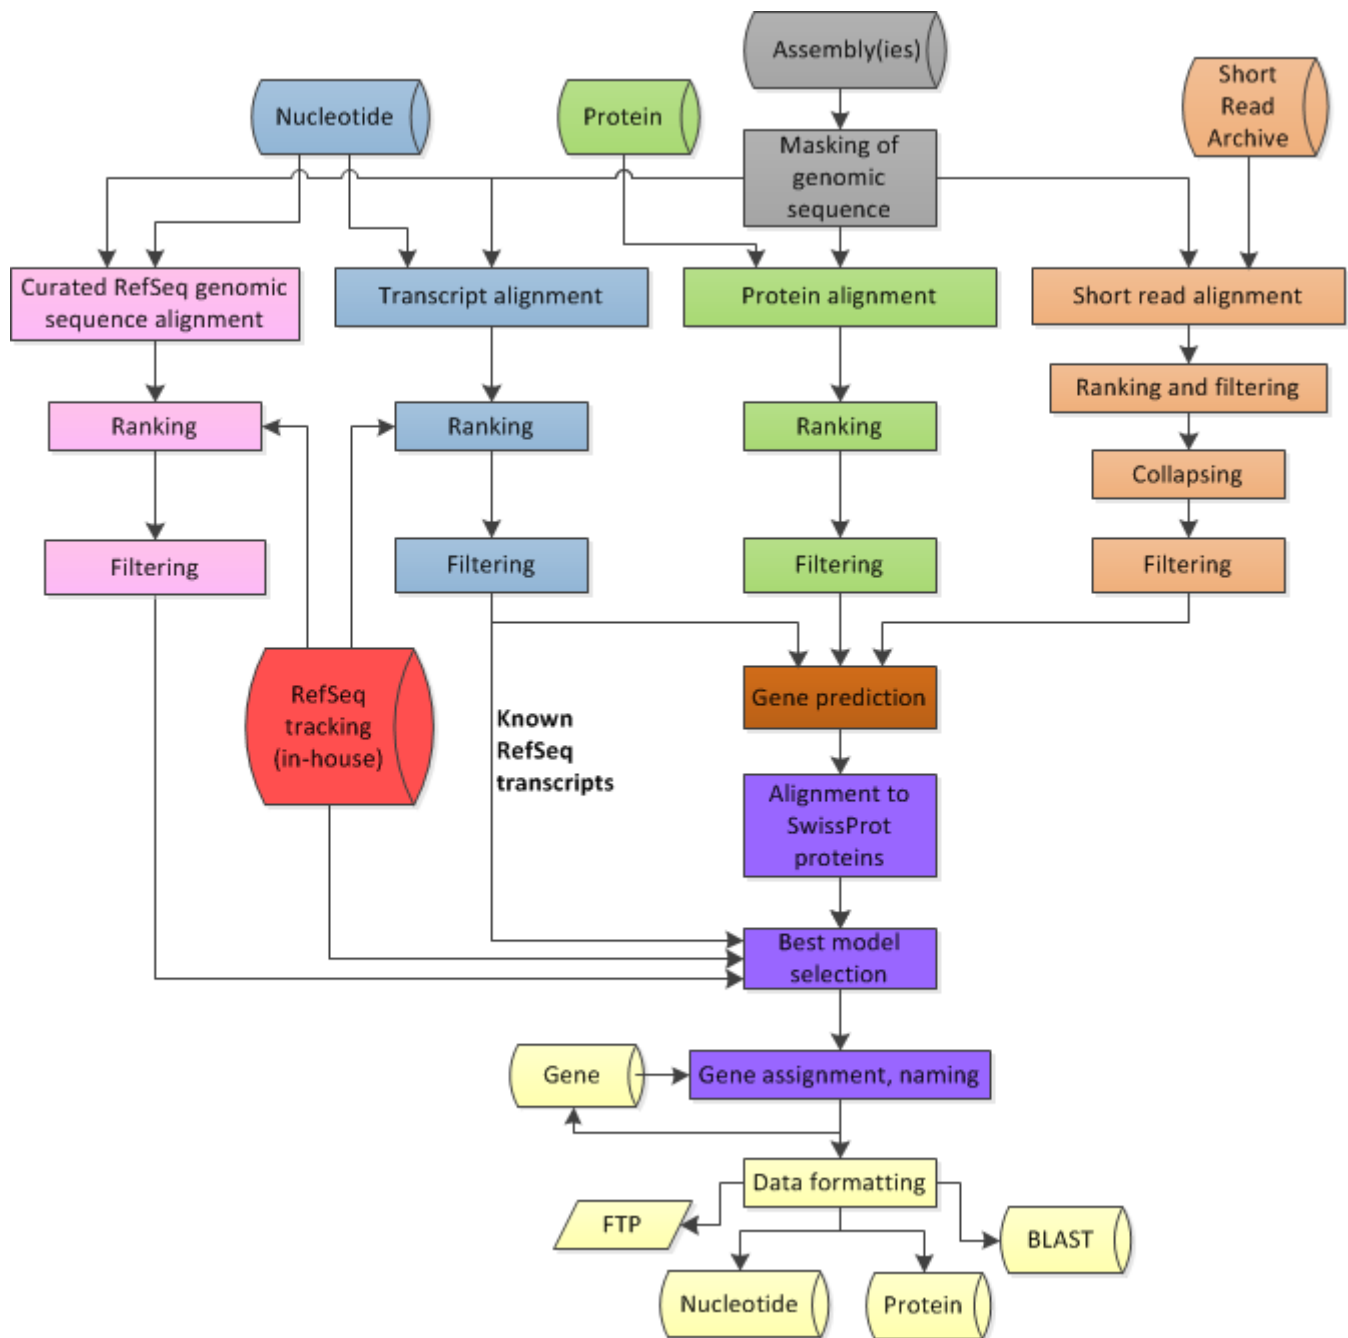 Assembly(ies)
Nucleotide
Protein
Short
Read
Archive
Masking of
genomic
sequence
Curated RefSeq genomic
sequence alignment
Transcript alignment
Protein alignment
Short read alignment
Ranking and filtering
Ranking
Ranking
Ranking
Collapsing
Filtering
Filtering
Filtering
Filtering
RefSeq
tracking
(in-house)
Known
RefSeq
transcripts
Gene prediction
Alignment to
SwissProt
proteins
Best model
selection
Gene
Gene assignment, naming
Data formatting
FTP
BLAST
Nucleotide
Protein